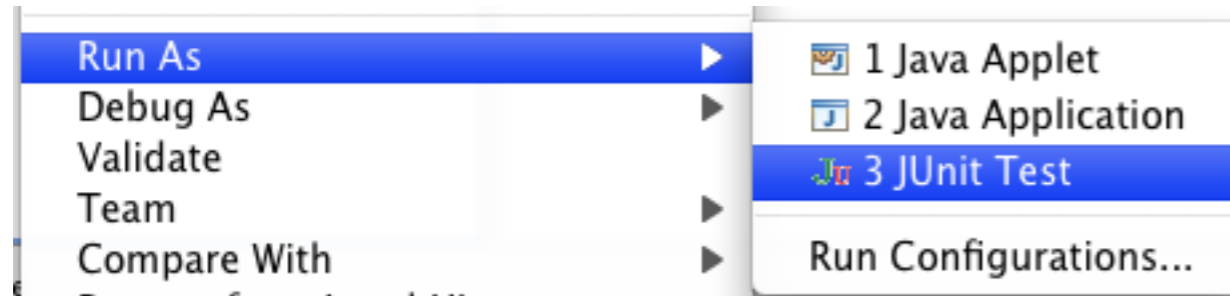 Run As
Debug As
Validate
Team
Compare With
1 Java Applet
2 Java Application
3 JUnit Test
Run Configurations...